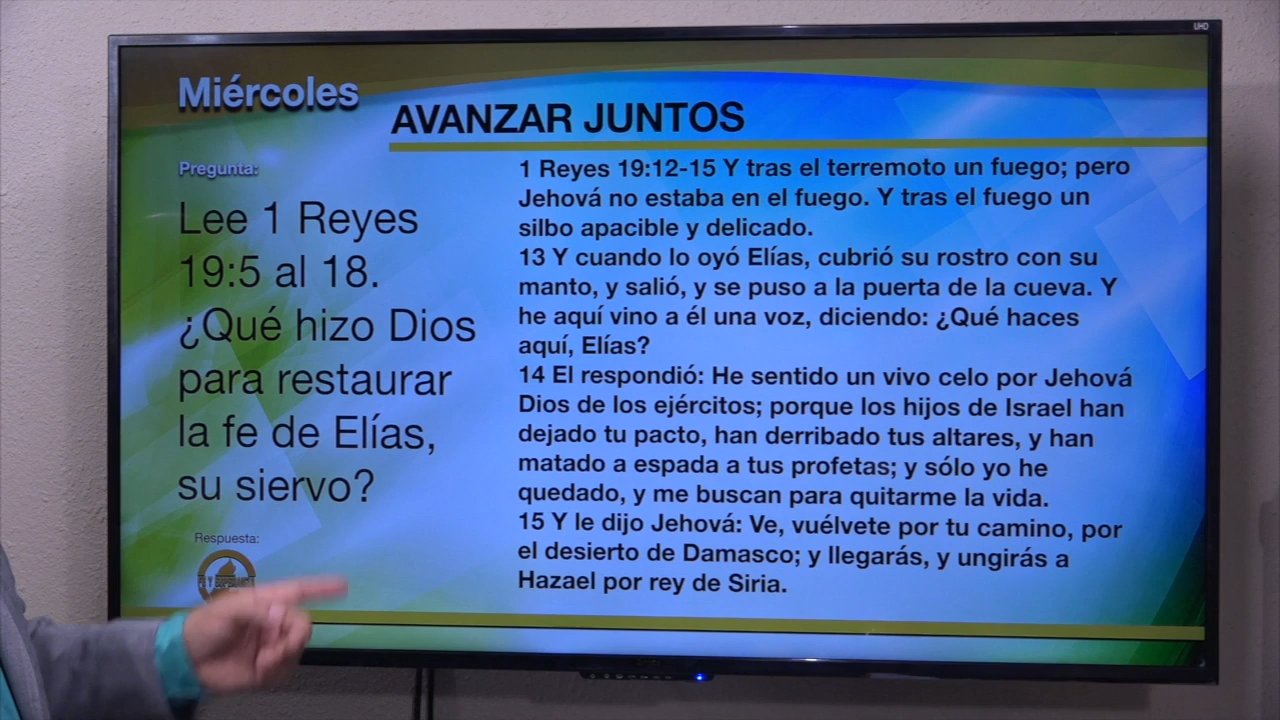 UHD
Miércoles
AVANZAR JUNTOS
Pregunta:
Lee 1 Reyes
19:5 al 18.
¿Qué hizo Dios
para restaurar
la fe de Elías,
su siervo?
Respuesta:
1 Reyes 19:12-15 Y tras el terremoto un fuego; pero
Jehová no estaba en el fuego. Y tras el fuego un
silbo apacible y delicado.
13 Y cuando lo oyó Elías, cubrió su rostro con su
manto, y salió, y se puso a la puerta de la cueva. Y
he aquí vino a él una voz, diciendo: ¿Qué haces
aquí, Elías?
14 El respondió: He sentido un vivo celo por Jehová
Dios de los ejércitos; porque los hijos de Israel han
dejado tu pacto, han derribado tus altares, y han
matado a espada a tus profetas; y sólo yo he
quedado, y me buscan para quitarme la vida.
15 Y le dijo Jehová: Ve, vuélvete por tu camino, por
el desierto de Damasco; y llegarás, y ungirás a
Hazael por rey de Siria.